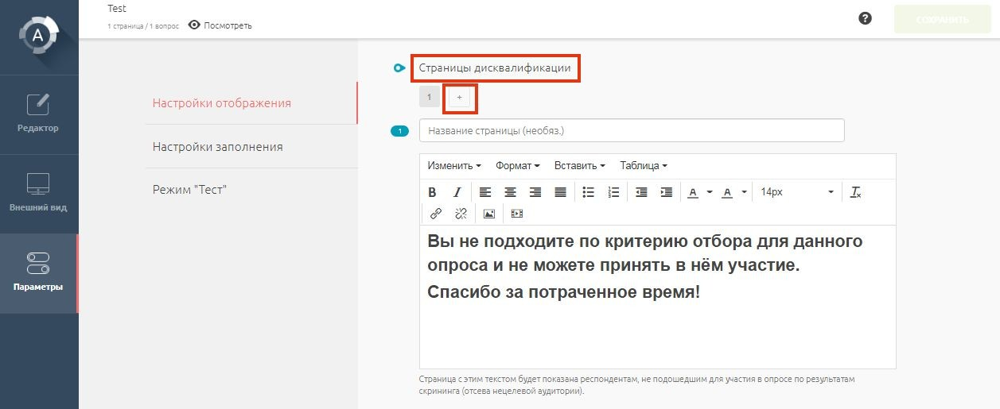 Test
1 страница / 1 вопрос Посмотреть
?
СОХРАНИТЬ
A
Редактор
Внешний вид
Параметры
Настройки отображения
Настройки заполнения
Режим "Тест"
Страницы дисквалификации
1 +
1 Название страницы (необяз.)
Изменить Формат Вставить Таблица
B I A A 14px Tx
Вы не подходите по критерию отбора для данного
опроса и не можете принять в нём участие.
Спасибо за потраченное время!
Страница с этим текстом будет показана респондентам, не подошедшим для участия в опросе по результатам
скрининга (отсева нецелевой аудитории).